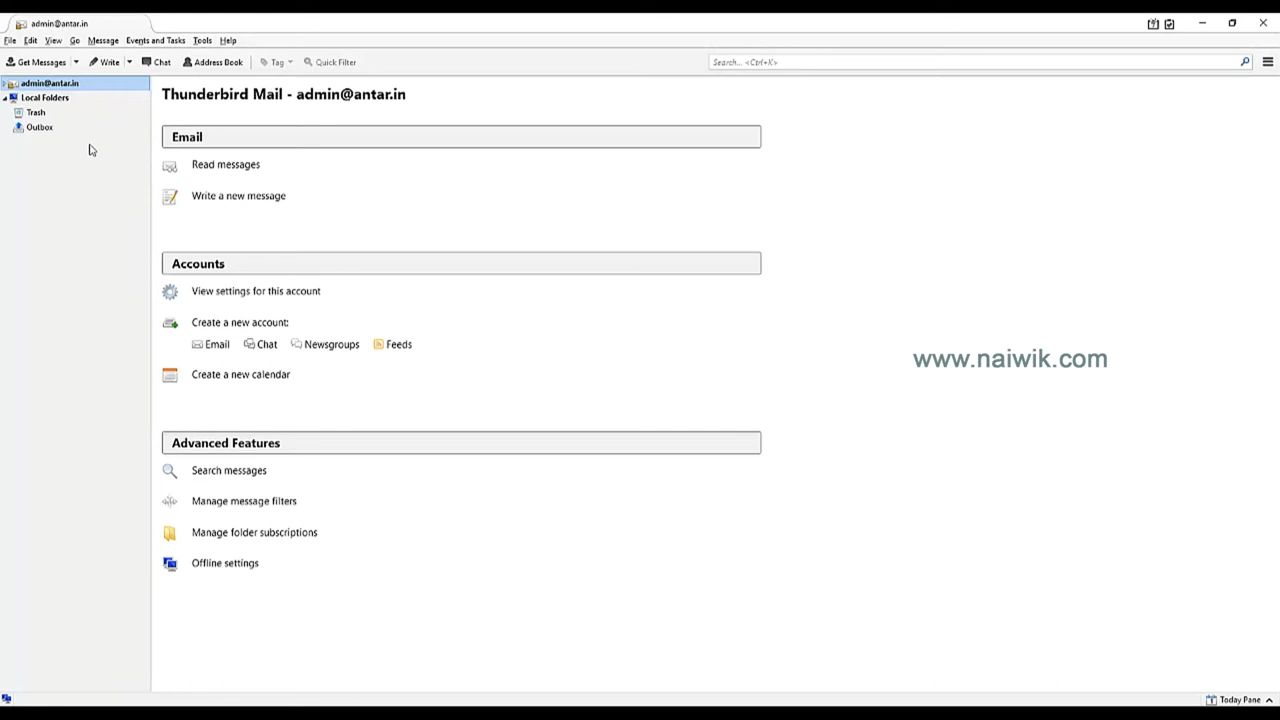 admin@antar.in
File Edit View Go Message Events and Tasks Tools Help
Get Messages Write Chat Address Book Tag Quick Filter Search... <Ctrl+K>
admin@antar.in
Local Folders
Trash
Outbox
Thunderbird Mail - admin@antar.in
Email
Read messages
Write a new message
Accounts
View settings for this account
Create a new account:
Email Chat Newsgroups Feeds
Create a new calendar
www.naiwik.com
Advanced Features
Search messages
Manage message filters
Manage folder subscriptions
Offline settings
Today Pane